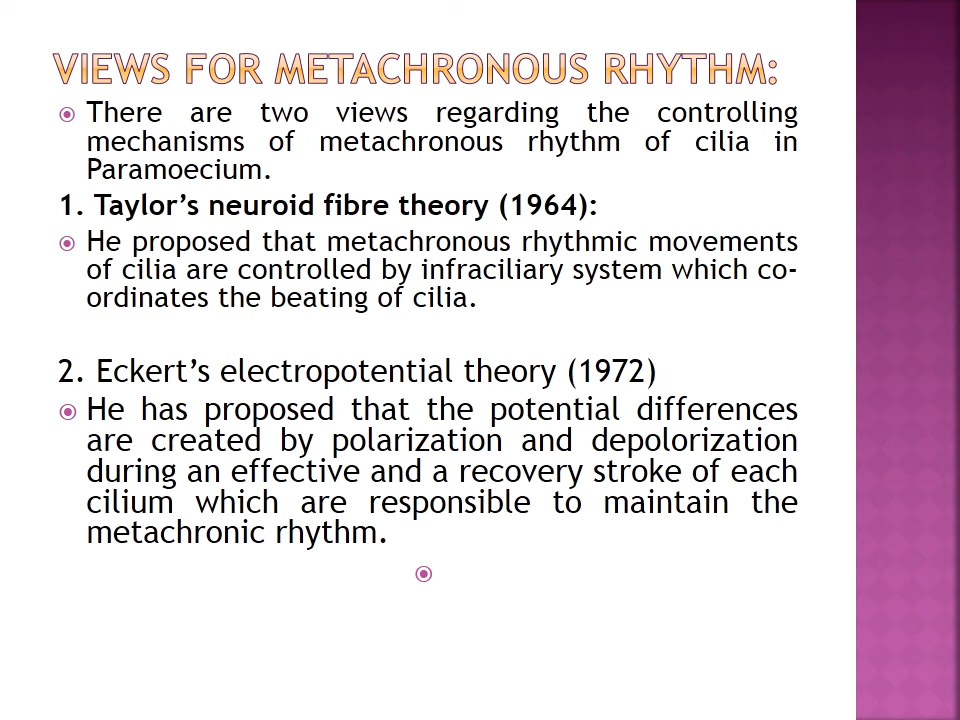 VIEWS FOR METACHRONOUS RHYTHM:
There are two views regarding the controlling
mechanisms of metachronous rhythm of cilia in
Paramoecium.
1. Taylor’s neuroid fibre theory (1964):
He proposed that metachronous rhythmic movements
of cilia are controlled by infraciliary system which co-
ordinates the beating of cilia.
2. Eckert’s electropotential theory (1972)
He has proposed that the potential differences
are created by polarization and depolorization
during an effective and a recovery stroke of each
cilium which are responsible to maintain the
metachronic rhythm.